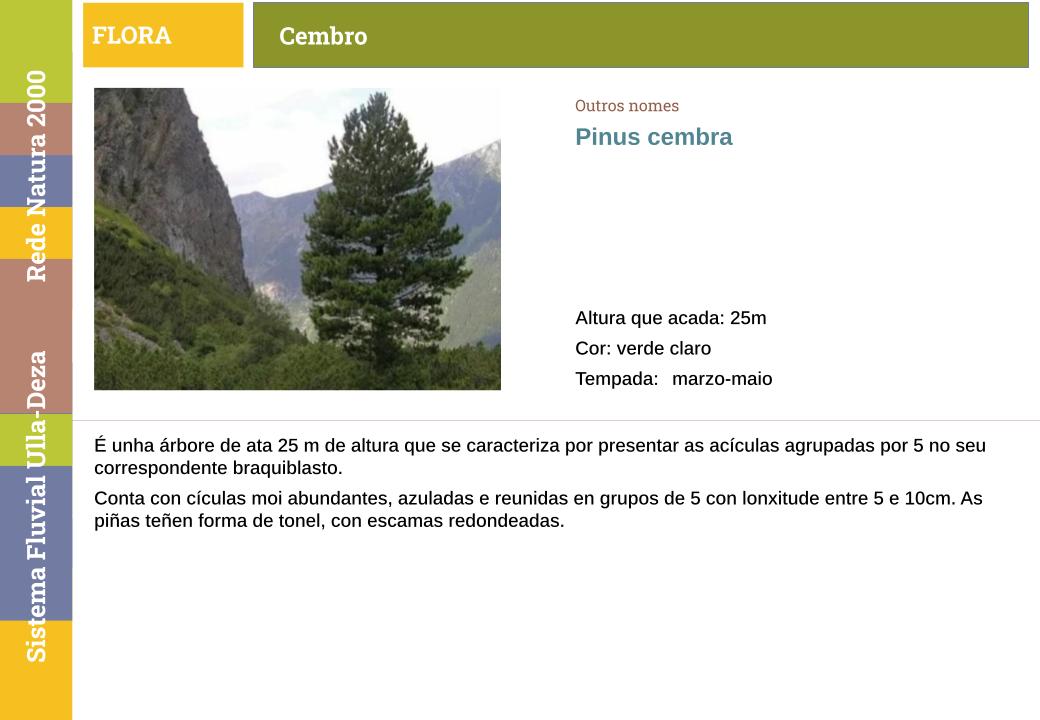 FLORA
Cembro
Rede Natura 2000
Sistema Fluvial Ulla-Deza
Outros nomes
Pinus cembra
Altura que acada: 25m
Cor: verde claro
Tempada: marzo-maio
É unha árbore de ata 25 m de altura que se caracteriza por presentar as acículas agrupadas por 5 no seu
correspondente braquiblasto.
Conta con cículas moi abundantes, azuladas e reunidas en grupos de 5 con lonxitude entre 5 e 10cm. As
piñas teñen forma de tonel, con escamas redondeadas.